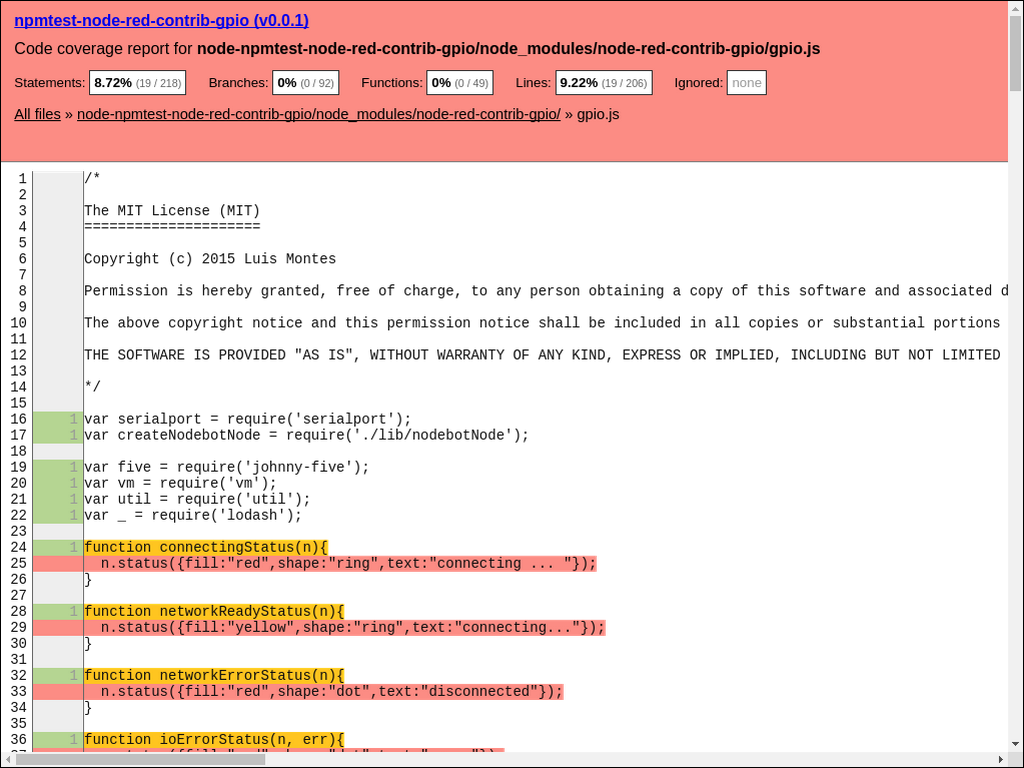 npmtest-node-red-contrib-gpio (v0.0.1)
Code coverage report for node-npmtest-node-red-contrib-gpio/node_modules/node-red-contrib-gpio/gpio.js
Statements: 8.72% (19 / 218) Branches: 0% (0 / 92) Functions: 0% (0 / 49) Lines: 9.22% (19 / 206) Ignored: none
All files » node-npmtest-node-red-contrib-gpio/node_modules/node-red-contrib-gpio/ » gpio.js
1 /*
2
3 The MIT License (MIT)
4 =====================
5
6 Copyright (c) 2015 Luis Montes
7
8 Permission is hereby granted, free of charge, to any person obtaining a copy of this software and associated d
9
10 The above copyright notice and this permission notice shall be included in all copies or substantial portions
11
12 THE SOFTWARE IS PROVIDED "AS IS", WITHOUT WARRANTY OF ANY KIND, EXPRESS OR IMPLIED, INCLUDING BUT NOT LIMITED
13
14 */
15
16 1 var serialport = require('serialport');
17 1 var createNodebotNode = require('./lib/nodebotNode');
18
19 1 var five = require('johnny-five');
20 1 var vm = require('vm');
21 1 var util = require('util');
22 1 var _ = require('lodash');
23
24 1 function connectingStatus(n){
25 n.status({fill:"red",shape:"ring",text:"connecting ... "});
26 }
27
28 1 function networkReadyStatus(n){
29 n.status({fill:"yellow",shape:"ring",text:"connecting..."});
30 }
31
32 1 function networkErrorStatus(n){
33 n.status({fill:"red",shape:"dot",text:"disconnected"});
34 }
35
36 1 function ioErrorStatus(n, err){